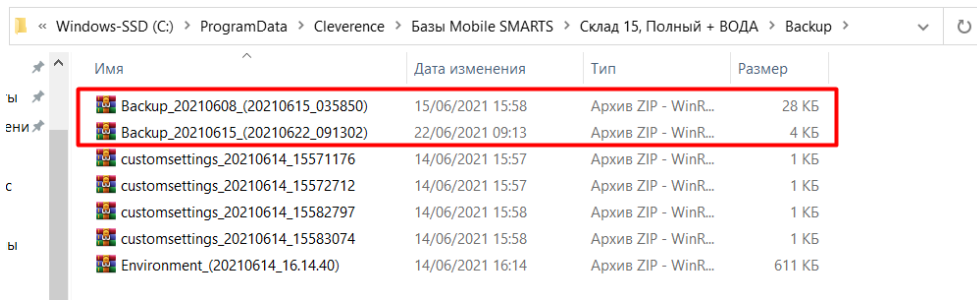 « Windows-SSD (C:) > ProgramData > Cleverence > Базы Mobile SMARTS > Склад 15, Полный + ВОДА > Backup >
Имя Дата изменения Тип Размер
ты Backup_20210608_(20210615_035850) 15/06/2021 15:58 Архив ZIP - WinR... 28 КБ
ени Backup_20210615_(20210622_091302) 22/06/2021 09:13 Архив ZIP - WinR... 4 КБ
customsettings_20210614_15571176 14/06/2021 15:57 Архив ZIP - WinR... 1 КБ
с customsettings_20210614_15572712 14/06/2021 15:57 Архив ZIP - WinR... 1 КБ
customsettings_20210614_15582797 14/06/2021 15:58 Архив ZIP - WinR... 1 КБ
ы customsettings_20210614_15583074 14/06/2021 15:58 Архив ZIP - WinR... 1 КБ
Environment_(20210614_16.14.40) 14/06/2021 16:14 Архив ZIP - WinR... 611 КБ